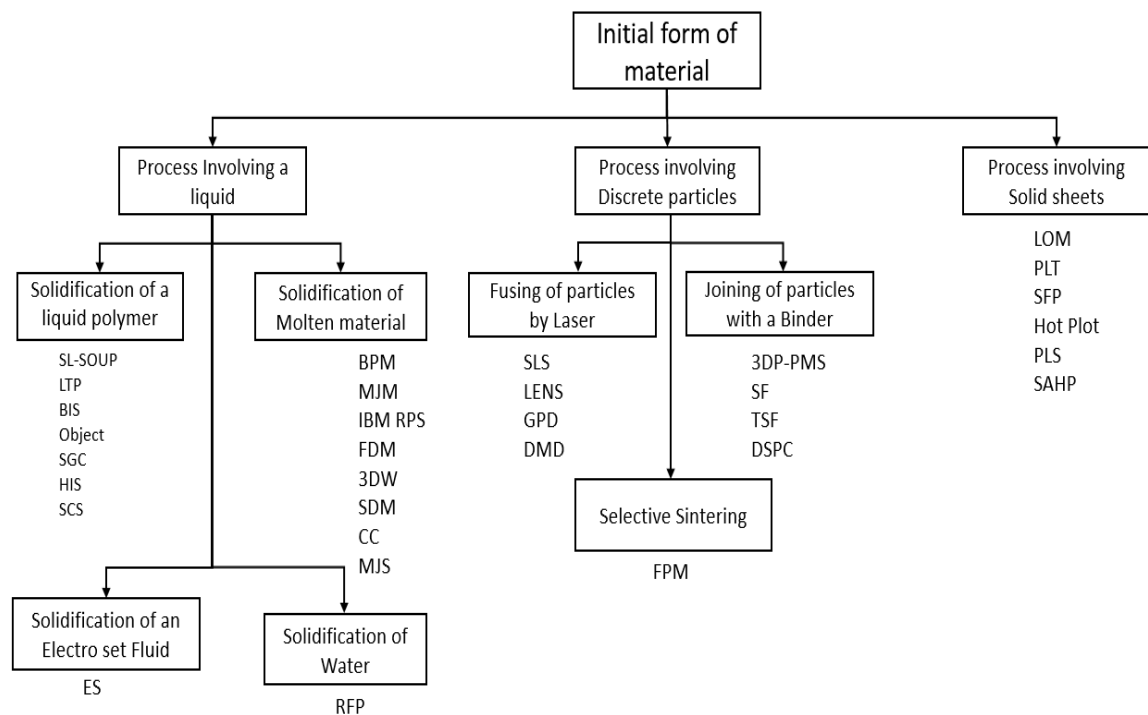 Initial form of
material
Process Involving a
liquid
Process involving
Discrete particles
Process involving
Solid sheets
LOM
PLT
SFP
Hot Plot
PLS
SAHP
Solidification of a
liquid polymer
SL-SOUP
LTP
BIS
Object
SGC
HIS
SCS
Solidification of
Molten material
BPM
MJM
IBM RPS
FDM
3DW
SDM
CC
MJS
Fusing of particles
by Laser
SLS
LENS
GPD
DMD
Joining of particles
with a Binder
3DP-PMS
SF
TSF
DSPC
Selective Sintering
FPM
Solidification of an
Electro set Fluid
ES
Solidification of
Water
RFP